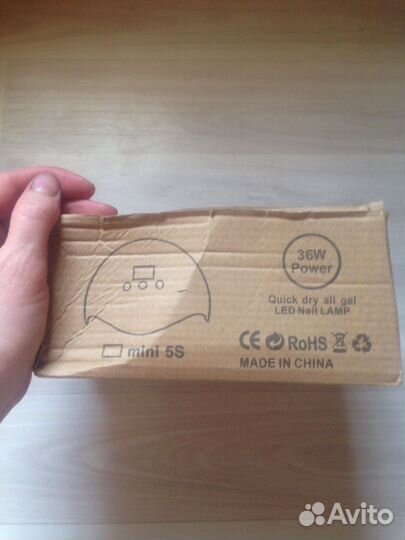 36W
Power
Quick dry all gel
LED Nail LAMP
mini 5S
CE RoHS
MADE IN CHINA
Avito